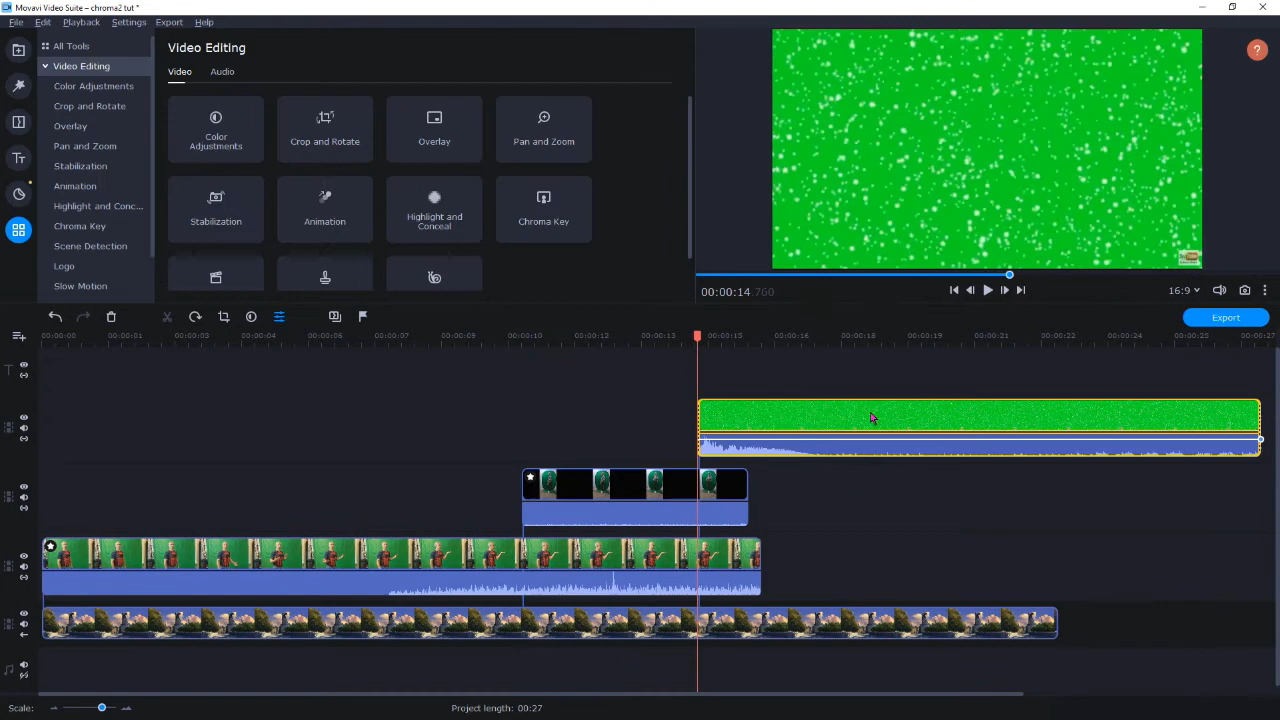 Movavi Video Suite – chroma2 tut *
File Edit Playback Settings Export Help
All Tools
Video Editing
Color Adjustments
Crop and Rotate
Overlay
Pan and Zoom
Stabilization
Animation
Highlight and Conc...
Chroma Key
Scene Detection
Logo
Slow Motion
Video Editing
Video Audio
Color Adjustments
Crop and Rotate
Overlay
Pan and Zoom
Stabilization
Animation
Highlight and Conceal
Chroma Key
?
00:00:14.760
16:9
Export
00:00:00 00:00:01 00:00:02 00:00:03 00:00:04 00:00:06 00:00:07 00:00:09 00:00:10 00:00:12 00:00:13 00:00:15 00:00:16 00:00:18 00:00:19 00:00:21 00:00:22 00:00:24 00:00:25 00:00:27
Scale:
Project length: 00:27